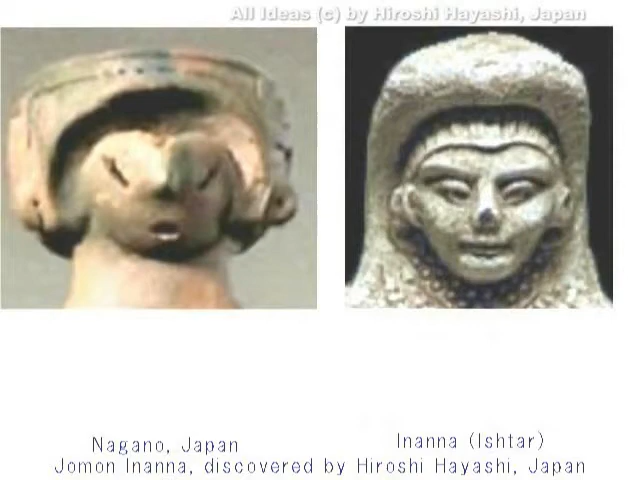 All Ideas (c) by Hiroshi Hayashi, Japan
Nagano, Japan
Inanna (Ishtar)
Jomon Inanna, discovered by Hiroshi Hayashi, Japan